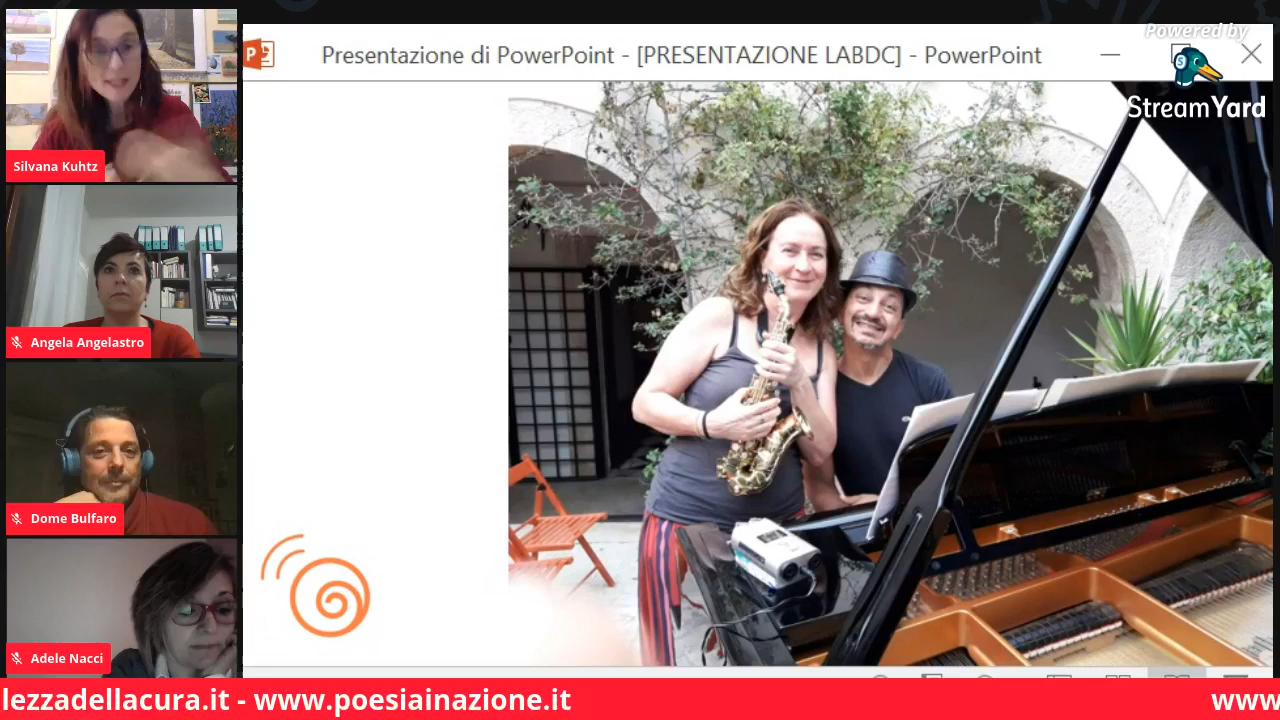 Presentazione di PowerPoint - [PRESENTAZIONE LABDC] - PowerPoint
Powered by
StreamYard
Silvana Kuhtz
Angela Angelastro
Dome Bulfaro
Adele Nacci
lezzadellacura.it - www.poesiainazione.it
www